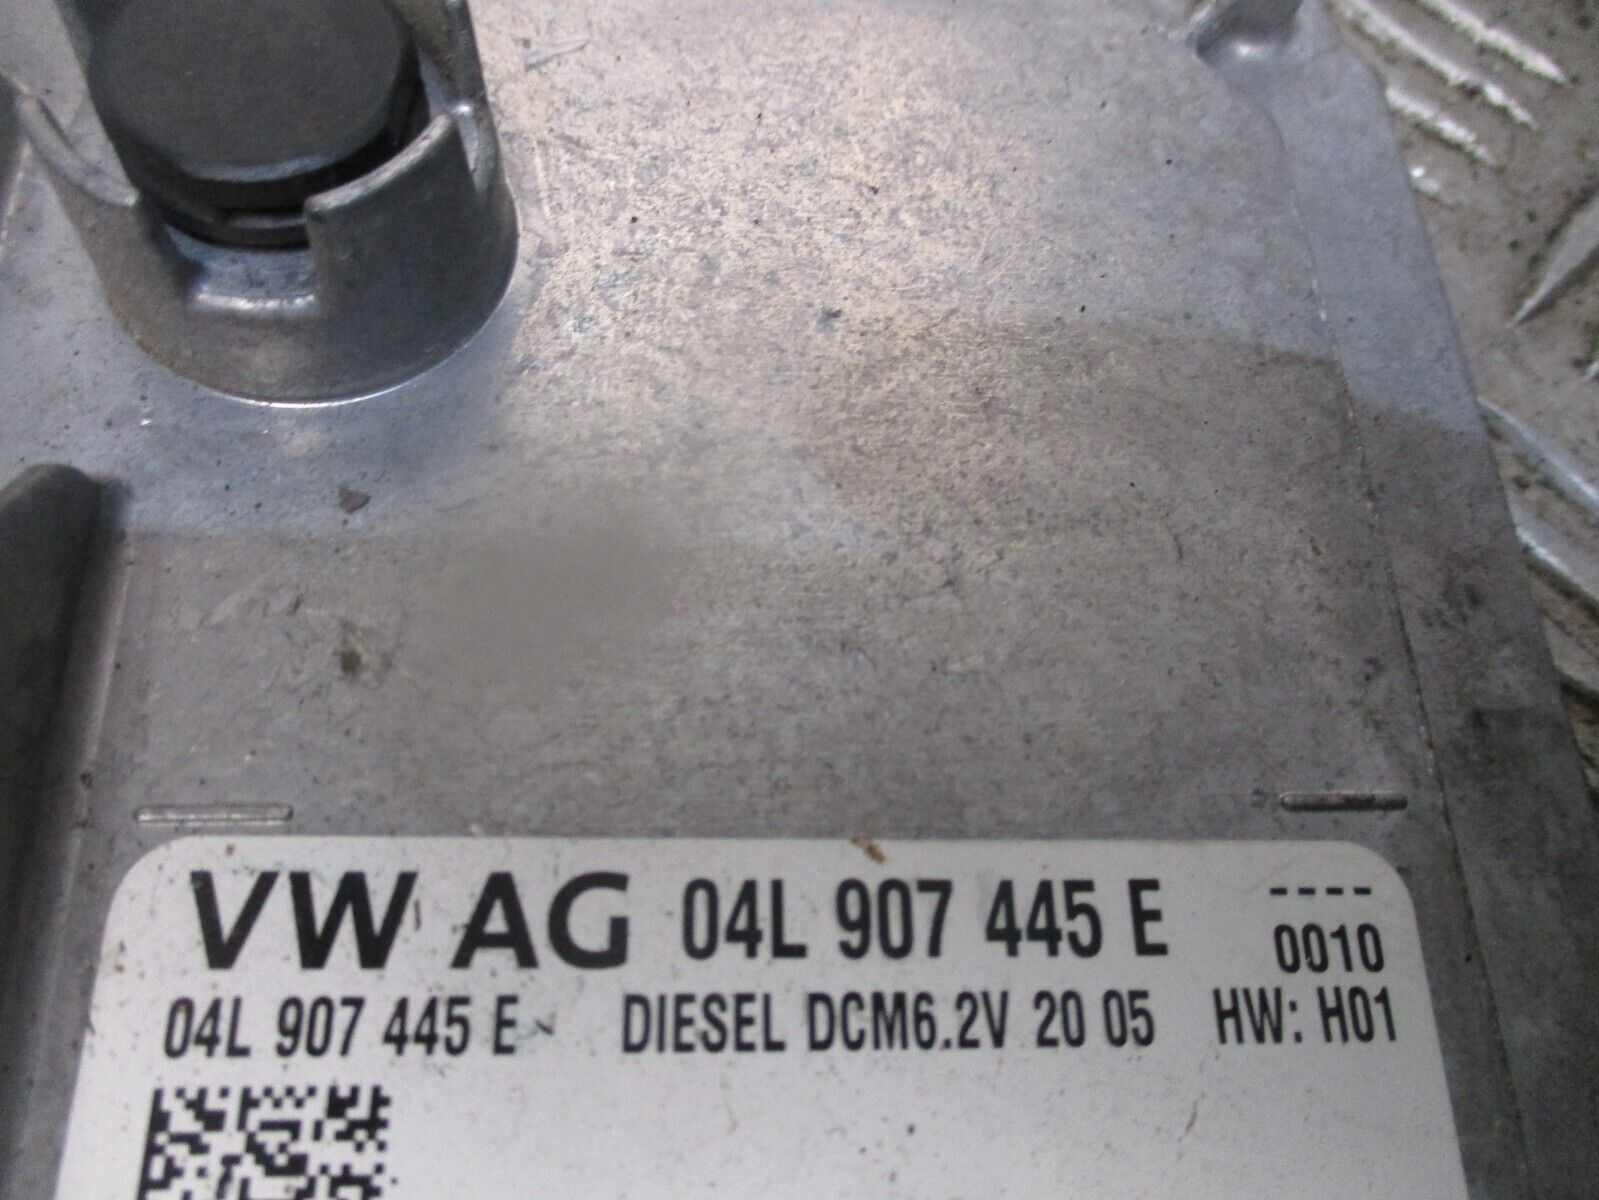 VW AG 04L 907 445 E ----
0010
04L 907 445 E DIESEL DCM6.2V 20 05 HW: H01